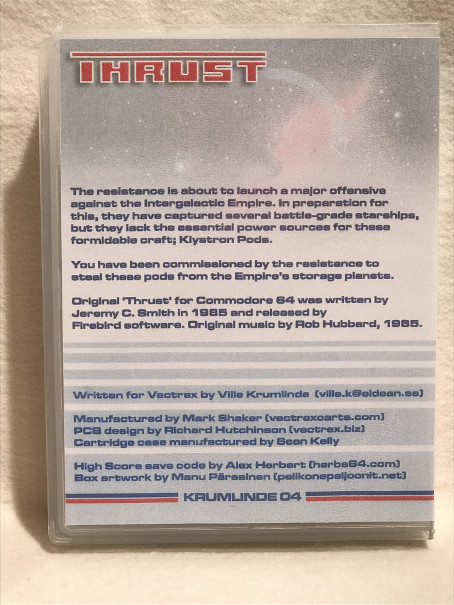 THRUST
The resistance is about to launch a major offensive
against the Intergalactic Empire. In preparation for
this, they have captured several battle-grade starships,
but they lack the essential power sources for these
formidable craft; Klystron Pods.
You have been commissioned by the resistance to
steal these pods from the Empire's storage planets.
Original 'Thrust' for Commodore 64 was written by
Jeremy C. Smith in 1985 and released by
Firebird software. Original music by Rob Hubbard, 1985.
Written for Vectrex by Ville Krumlinde (ville.k@eldean.se)
Manufactured by Mark Shaker (vectrexcarts.com)
PCB design by Richard Hutchinson (vectrex.biz)
Cartridge case manufactured by Sean Kelly
High Score save code by Alex Herbert (herbs64.com)
Box artwork by Manu Pärssinen (pelikonepeijoonit.net)
KRUMLINDE 04